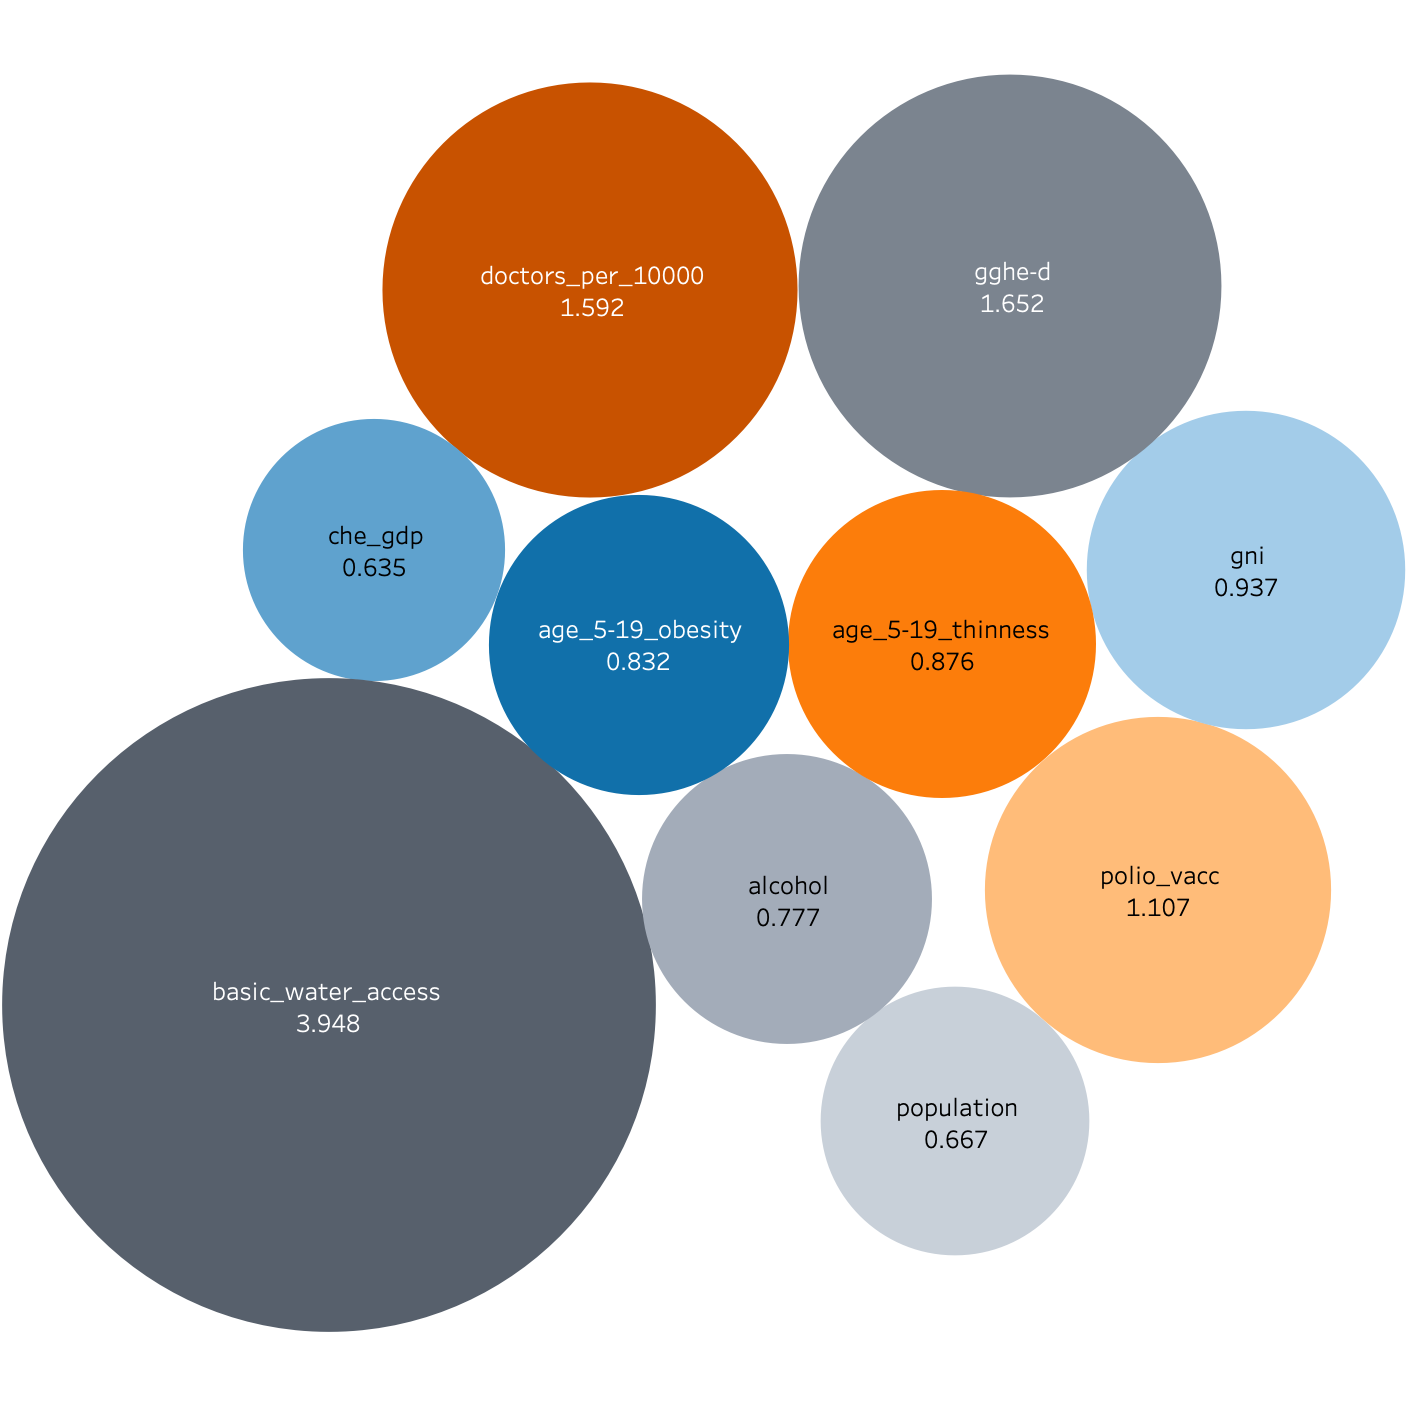 doctors_per_10000
1.592
gghe-d
1.652
che_gdp
0.635
gni
0.937
age_5-19_obesity
0.832
age_5-19_thinness
0.876
alcohol
0.777
polio_vacc
1.107
basic_water_access
3.948
population
0.667